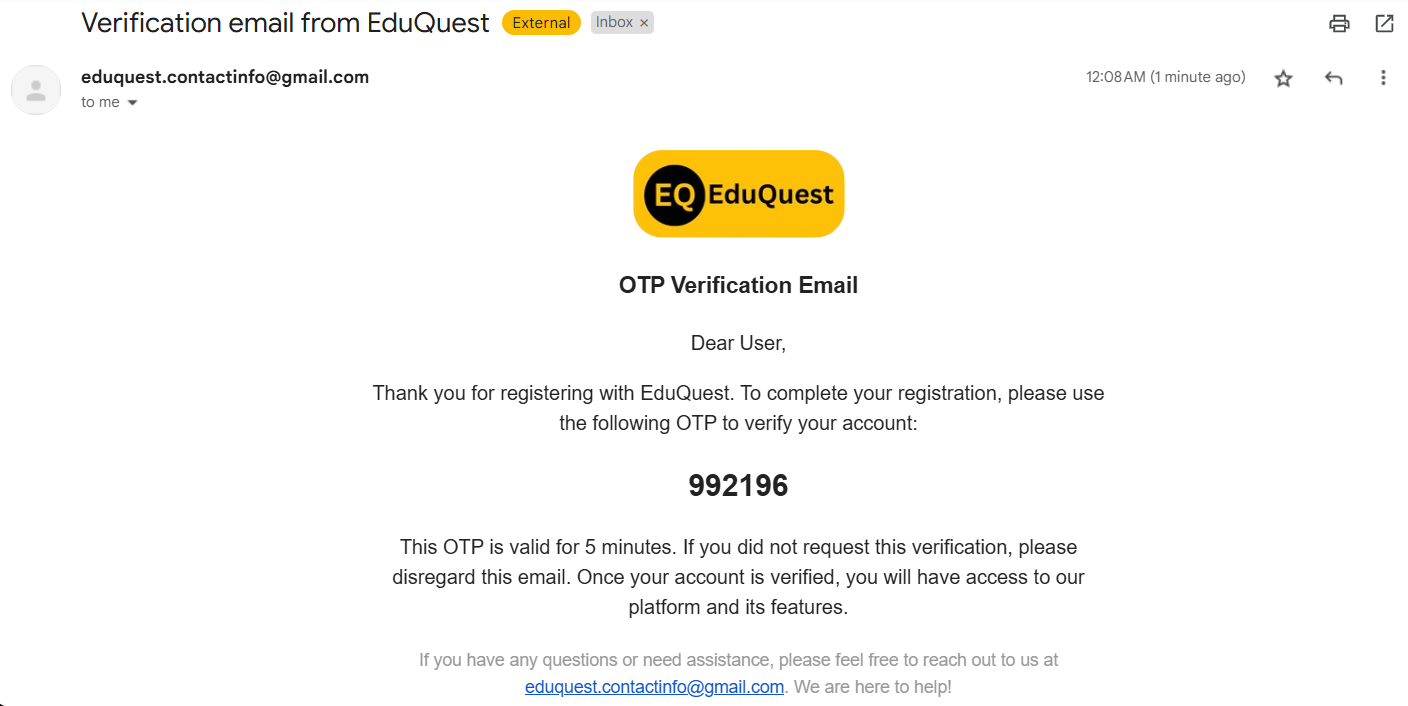 Verification email from EduQuest External Inbox ×
eduquest.contactinfo@gmail.com 12:08 AM (1 minute ago)
to me
EQ EduQuest
OTP Verification Email
Dear User,
Thank you for registering with EduQuest. To complete your registration, please use
the following OTP to verify your account:
992196
This OTP is valid for 5 minutes. If you did not request this verification, please
disregard this email. Once your account is verified, you will have access to our
platform and its features.
If you have any questions or need assistance, please feel free to reach out to us at
eduquest.contactinfo@gmail.com. We are here to help!